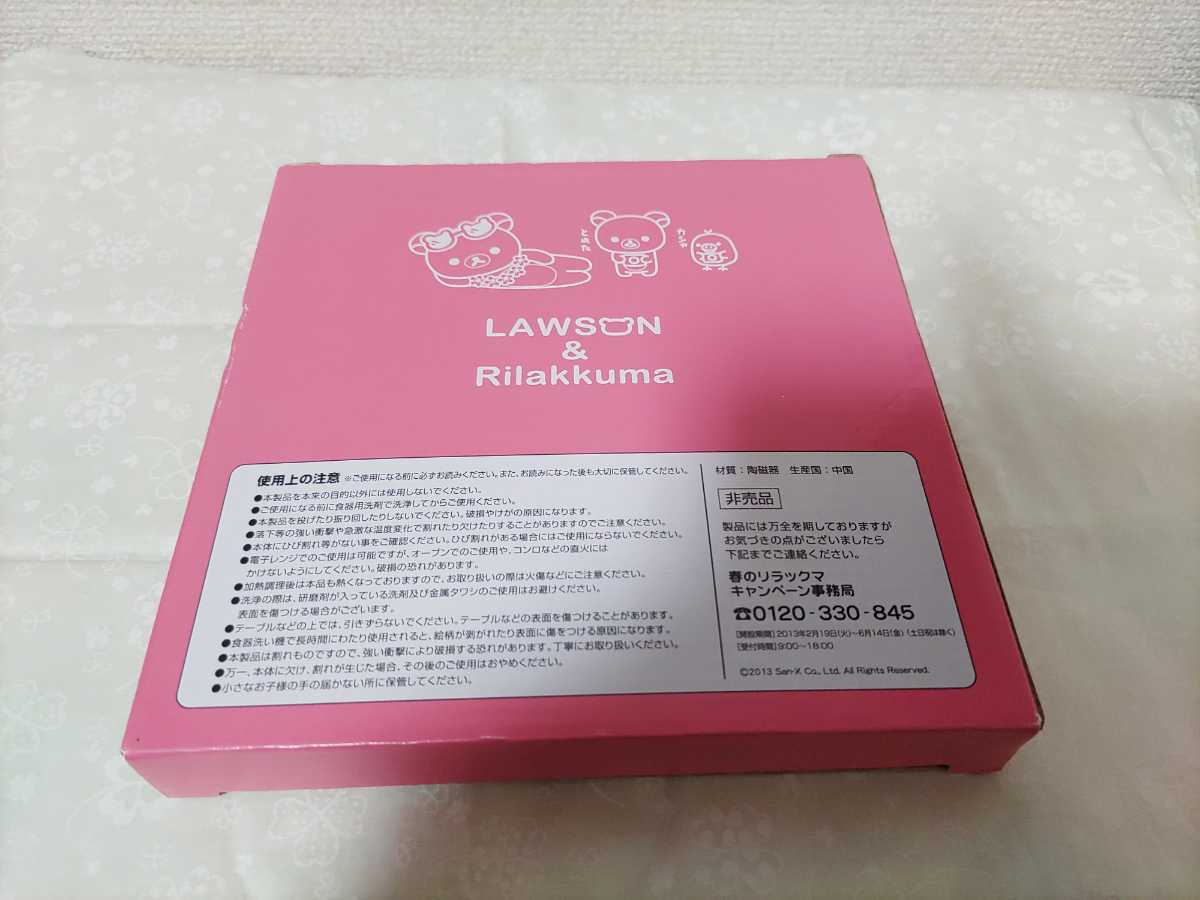 LAWSON
&
Rilakkuma
使用上の注意 ※ご使用になる前に必ずお読みください。また、お読みになった後も大切に保管してください。
●本製品を本来の目的以外には使用しないでください。
●ご使用になる前に食器用洗剤で洗浄してからご使用ください。
●本製品を投げたり振り回したりしないでください。破損やけがの原因になります。
●落下等の強い衝撃や急激な温度変化で割れたり欠けたりすることがありますのでご注意ください。
●本体にひび割れ等がない事をご確認ください。ひび割れがある場合にはご使用にならないでください。
●電子レンジでのご使用は可能ですが、オーブンでのご使用や、コンロなどの直火には
かけないようにしてください。破損の恐れがあります。
●加熱調理後は本品も熱くなっておりますので、お取り扱いの際は火傷などにご注意ください。
●洗浄の際は、研磨剤が入っている洗剤及び金属タワシのご使用はお避けください。
表面を傷つける場合がございます。
●テーブルなどの上では、引きずらないでください。テーブルなどの表面を傷つけることがあります。
●食器洗い機で長時間にわたり使用されると、絵柄が剥がれたり表面に傷をつける原因になります。
●本製品は割れものですので、強い衝撃により破損する恐れがあります。丁寧にお取り扱いください。
●万一、本体に欠け、割れが生じた場合、その後のご使用はおやめください。
●小さなお子様の手の届かない所に保管してください。
材質：陶磁器 生産国：中国
非売品
製品には万全を期しておりますが
お気づきの点がございましたら
下記までご連絡ください。
春のリラックマ
キャンペーン事務局
☎0120-330-845
[開設期間] 2013年2月19日(火)～6月14日(金) (土日祝は除く)
[受付時間] 9:00～18:00
©2013 San-X Co., Ltd. All Rights Reserved.